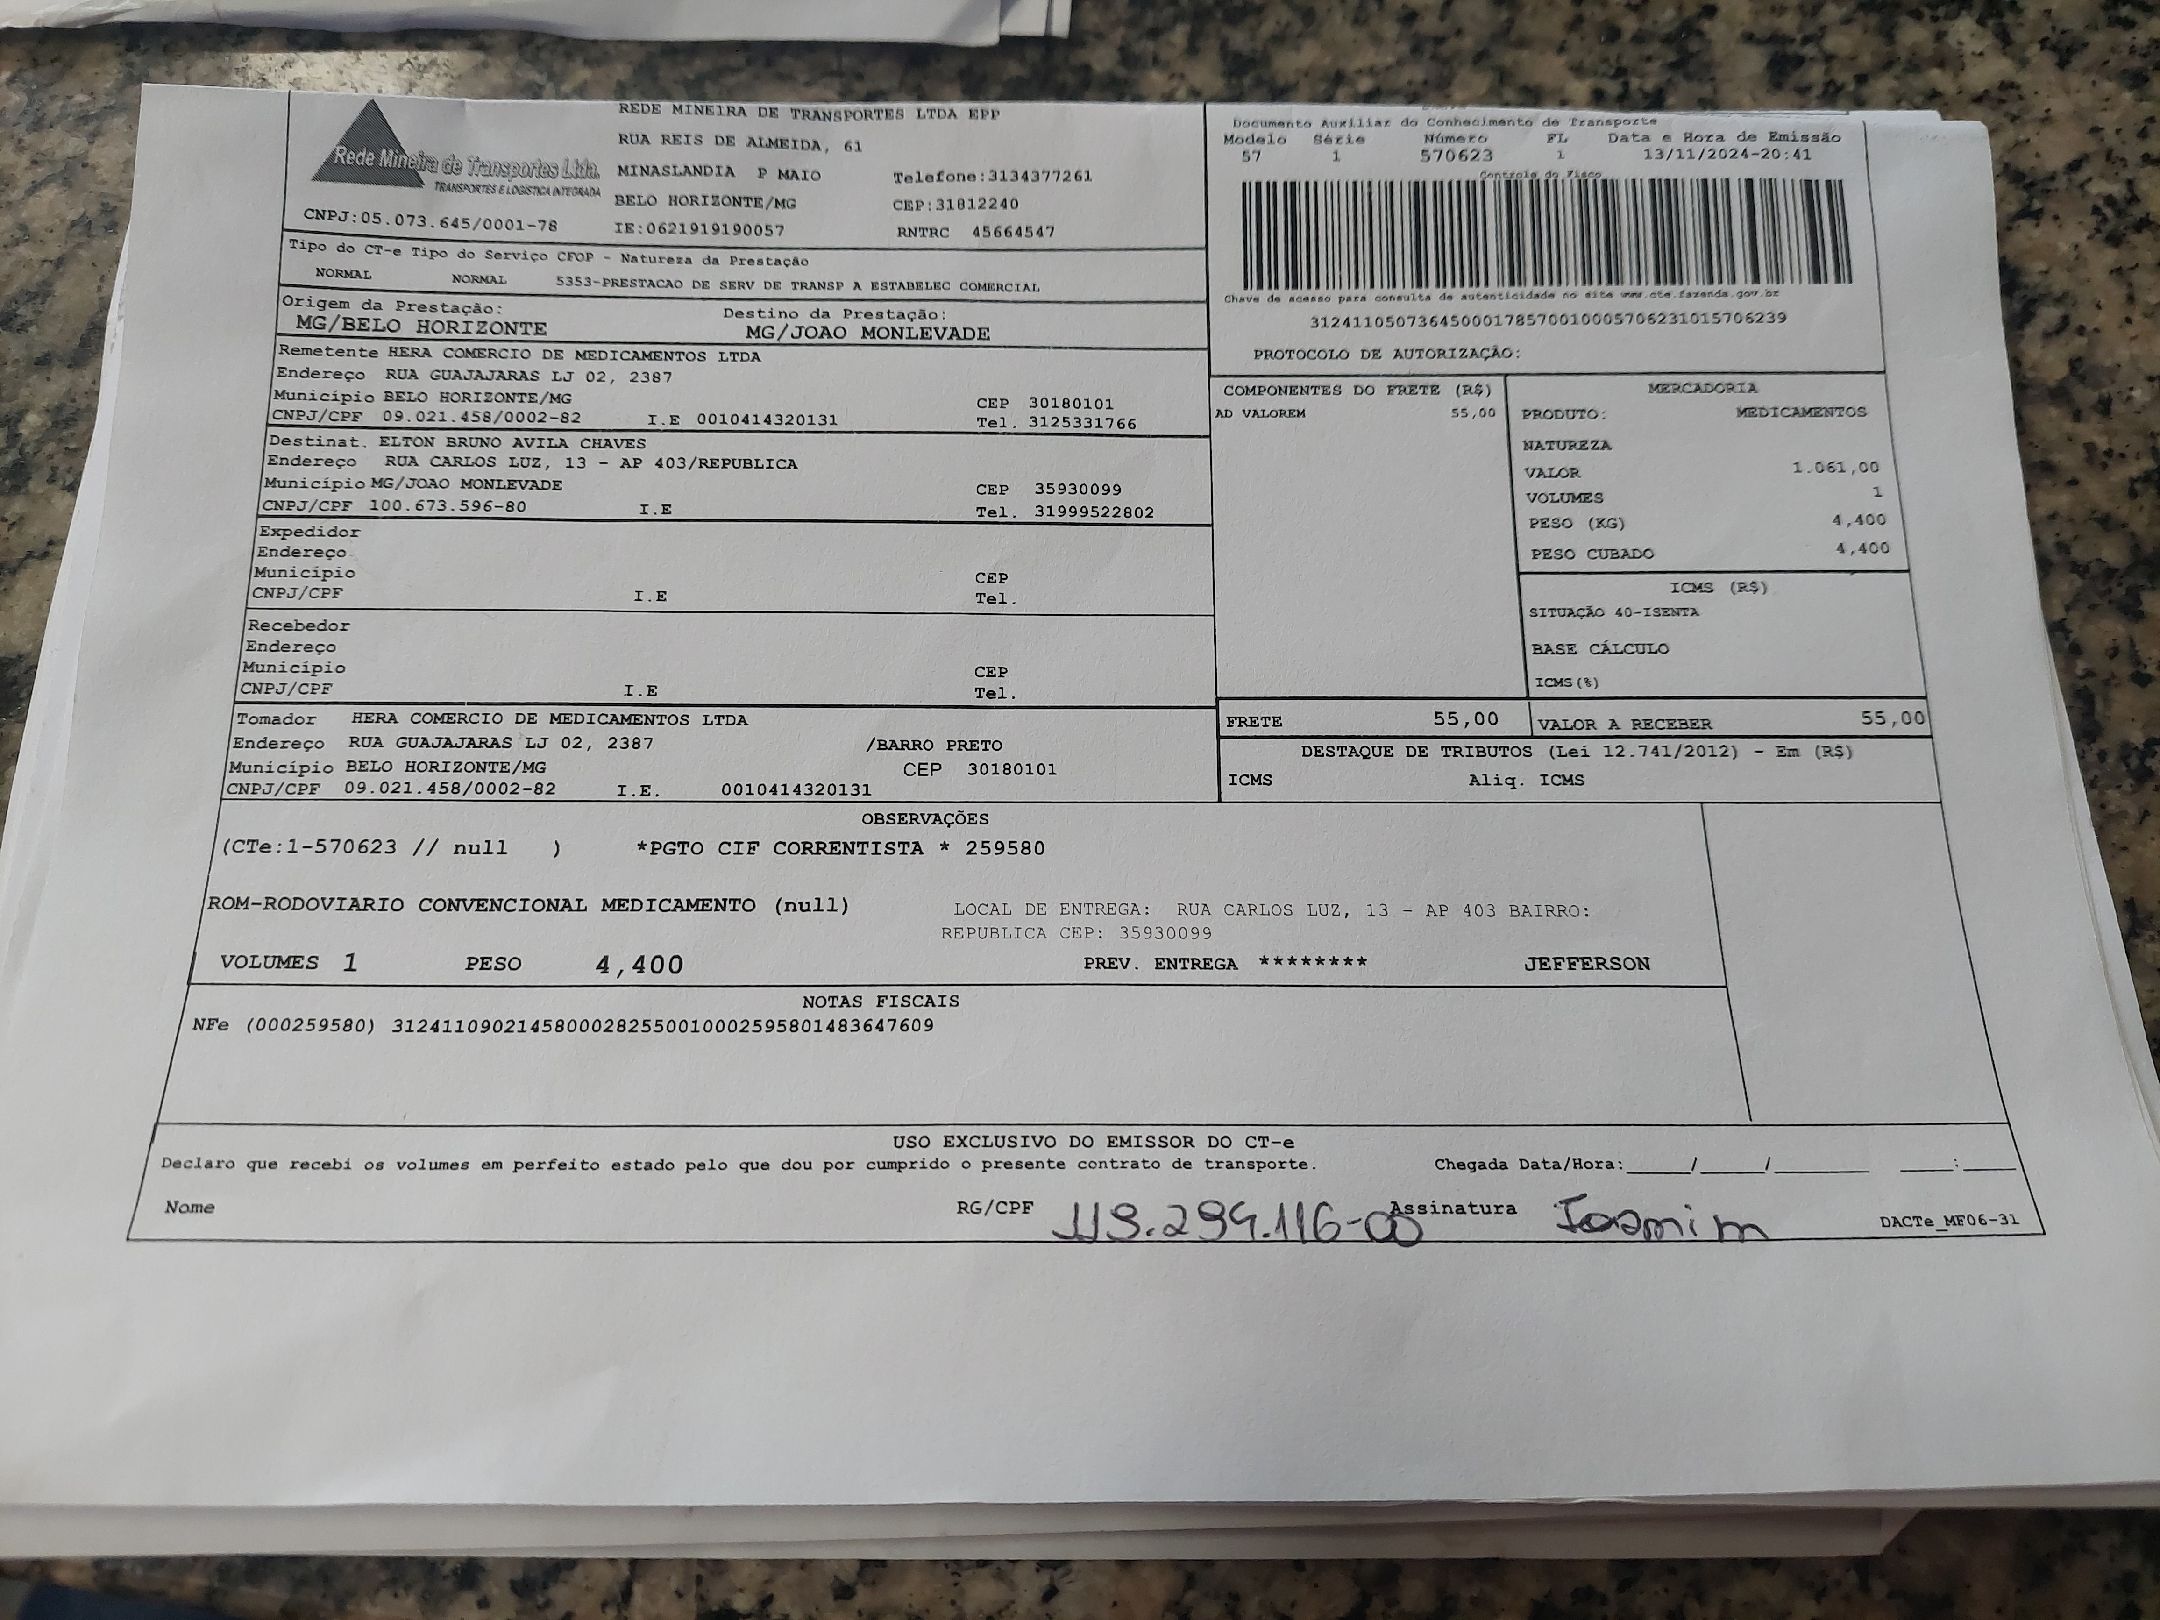 Rede Mineira de Transportes Ltda.
TRANSPORTES E LOGISTICA INTEGRADA
CNPJ:05.073.645/0001-78
REDE MINEIRA DE TRANSPORTES LTDA EPP
RUA REIS DE ALMEIDA, 61
MINASLANDIA P MAIO Telefone:3134377261
BELO HORIZONTE/MG CEP:31812240
IE:0621919190057 RNTRC 45664547
Documento Auxiliar do Conhecimento de Transporte
Modelo Série Número FL Data e Hora de Emissão
57 1 570623 1 13/11/2024-20:41
Controle do Fisco
Chave de acesso para consulta de autenticidade no site www.cte.fazenda.gov.br
31241105073645000178570010005706231015706239
PROTOCOLO DE AUTORIZAÇÃO:
Tipo do CT-e Tipo do Serviço CFOP - Natureza da Prestação
NORMAL NORMAL 5353-PRESTACAO DE SERV DE TRANSP A ESTABELEC COMERCIAL
Origem da Prestação: Destino da Prestação:
MG/BELO HORIZONTE MG/JOAO MONLEVADE
Remetente HERA COMERCIO DE MEDICAMENTOS LTDA
Endereço RUA GUAJAJARAS LJ 02, 2387
Município BELO HORIZONTE/MG CEP 30180101
CNPJ/CPF 09.021.458/0002-82 I.E 0010414320131 Tel. 3125331766
Destinat. ELTON BRUNO AVILA CHAVES
Endereço RUA CARLOS LUZ, 13 - AP 403/REPUBLICA
Município MG/JOAO MONLEVADE CEP 35930099
CNPJ/CPF 100.673.596-80 I.E Tel. 31999522802
Expedidor
Endereço
Município CEP
CNPJ/CPF I.E Tel.
Recebedor
Endereço
Município CEP
CNPJ/CPF I.E Tel.
Tomador HERA COMERCIO DE MEDICAMENTOS LTDA
Endereço RUA GUAJAJARAS LJ 02, 2387 /BARRO PRETO
Município BELO HORIZONTE/MG CEP 30180101
CNPJ/CPF 09.021.458/0002-82 I.E. 0010414320131
COMPONENTES DO FRETE (R$)
AD VALOREM 55,00
MERCADORIA
PRODUTO: MEDICAMENTOS
NATUREZA
VALOR 1.061,00
VOLUMES 1
PESO (KG) 4,400
PESO CUBADO 4,400
ICMS (R$)
SITUAÇÃO 40-ISENTA
BASE CÁLCULO
ICMS(%)
FRETE 55,00 VALOR A RECEBER 55,00
DESTAQUE DE TRIBUTOS (Lei 12.741/2012) - Em (R$)
ICMS Aliq. ICMS
OBSERVAÇÕES
(CTe:1-570623 // null ) *PGTO CIF CORRENTISTA * 259580
ROM-RODOVIARIO CONVENCIONAL MEDICAMENTO (null) LOCAL DE ENTREGA: RUA CARLOS LUZ, 13 - AP 403 BAIRRO:
REPUBLICA CEP: 35930099
VOLUMES 1 PESO 4,400 PREV. ENTREGA ******** JEFFERSON
NOTAS FISCAIS
NFe (000259580) 31241109021458000282550010002595801483647609
USO EXCLUSIVO DO EMISSOR DO CT-e
Declaro que recebi os volumes em perfeito estado pelo que dou por cumprido o presente contrato de transporte. Chegada Data/Hora:____/____/______ ___:___
Nome RG/CPF 119.294.116-00 Assinatura DACTe_MF06-31